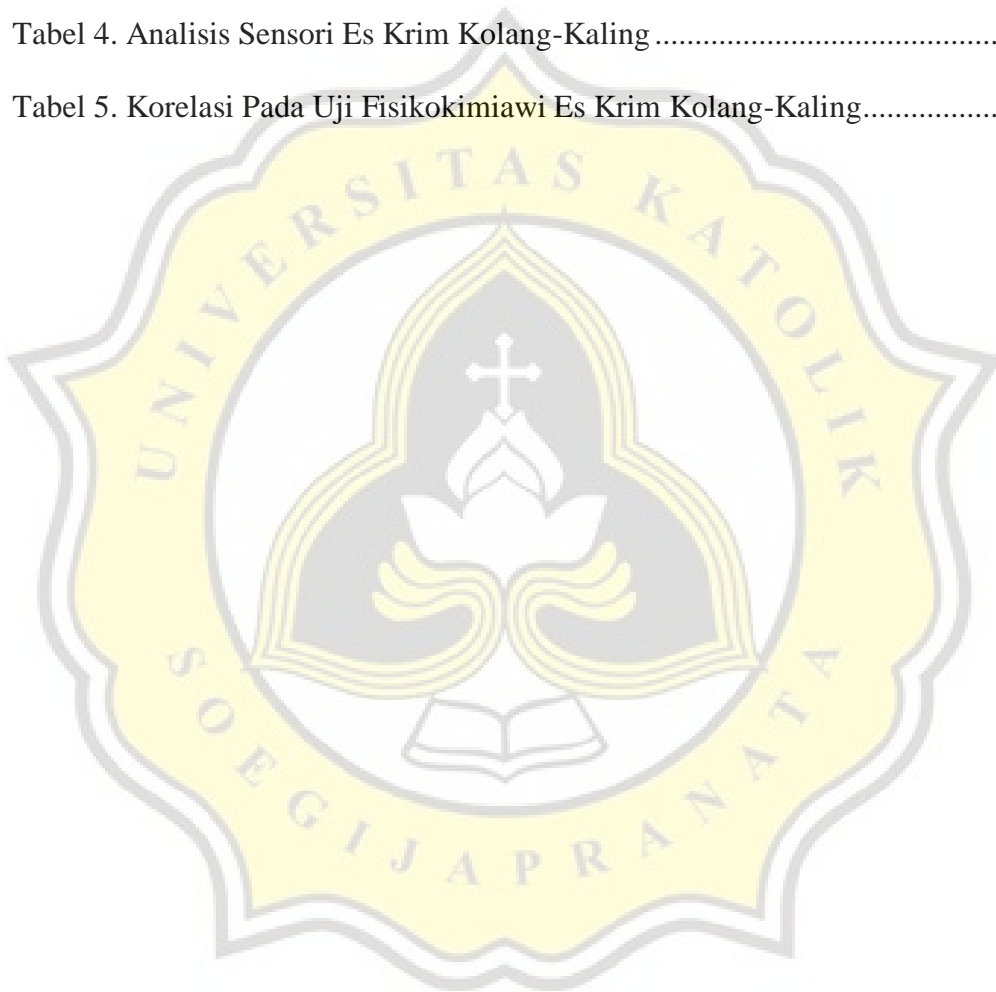 Tabel 4. Analisis Sensori Es Krim Kolang-Kaling ...........................................
Tabel 5. Korelasi Pada Uji Fisikokimiawi Es Krim Kolang-Kaling.................
UNIVERSITAS KATOLIK
SOEGIJAPRANATA